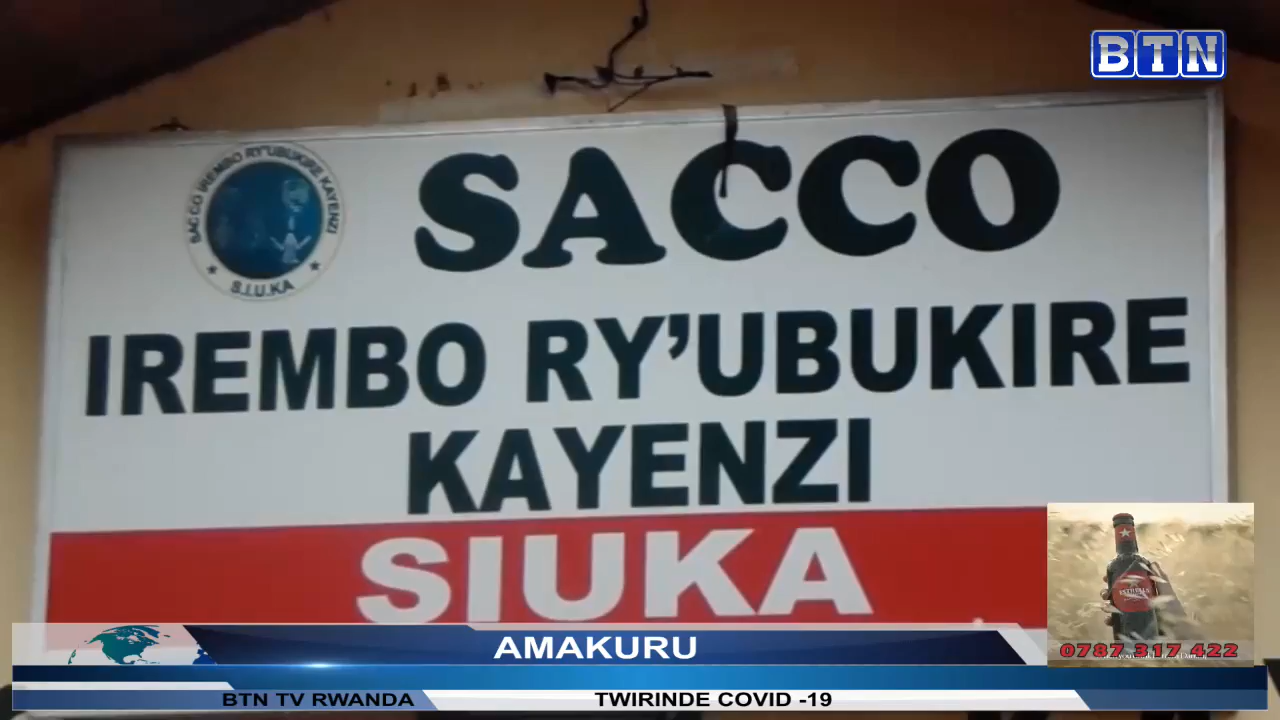 BTN
SACCO IREMBO RY'UBUKIRE KAYENZI
S.I.U.KA
SACCO
IREMBO RY'UBUKIRE
KAYENZI
SIUKA
ESTRELLA
0787 317 422
AMAKURU
BTN TV RWANDA
TWIRINDE COVID -19